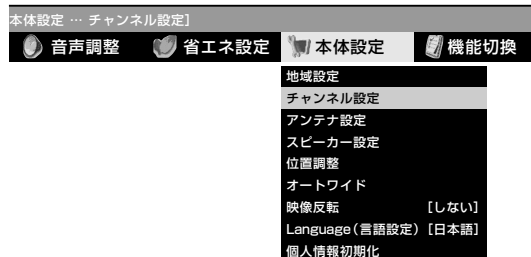 本体設定 … チャンネル設定]
音声調整 省エネ設定 本体設定 機能切換
地域設定
チャンネル設定
アンテナ設定
スピーカー設定
位置調整
オートワイド
映像反転 [しない]
Language(言語設定) [日本語]
個人情報初期化